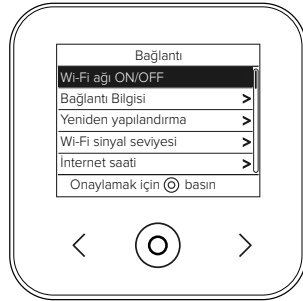 Bağlantı
Wi-Fi ağı ON/OFF
Bağlantı Bilgisi >
Yeniden yapılandırma >
Wi-Fi sinyal seviyesi >
İnternet saati >
Onaylamak için basın